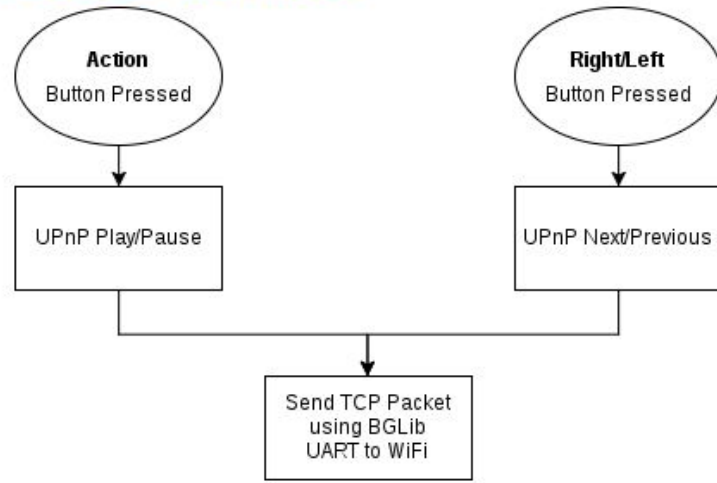 Action
Button Pressed
Right/Left
Button Pressed
UPnP Play/Pause
UPnP Next/Previous
Send TCP Packet
using BGLib
UART to WiFi